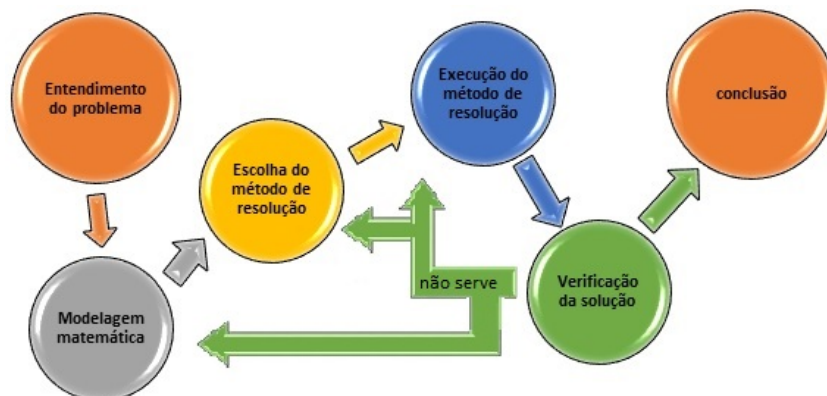 Entendimento
do problema
Modelagem
matemática
Escolha do
método de
resolução
Execução do
método de
resolução
Verificação
da solução
não serve
conclusão